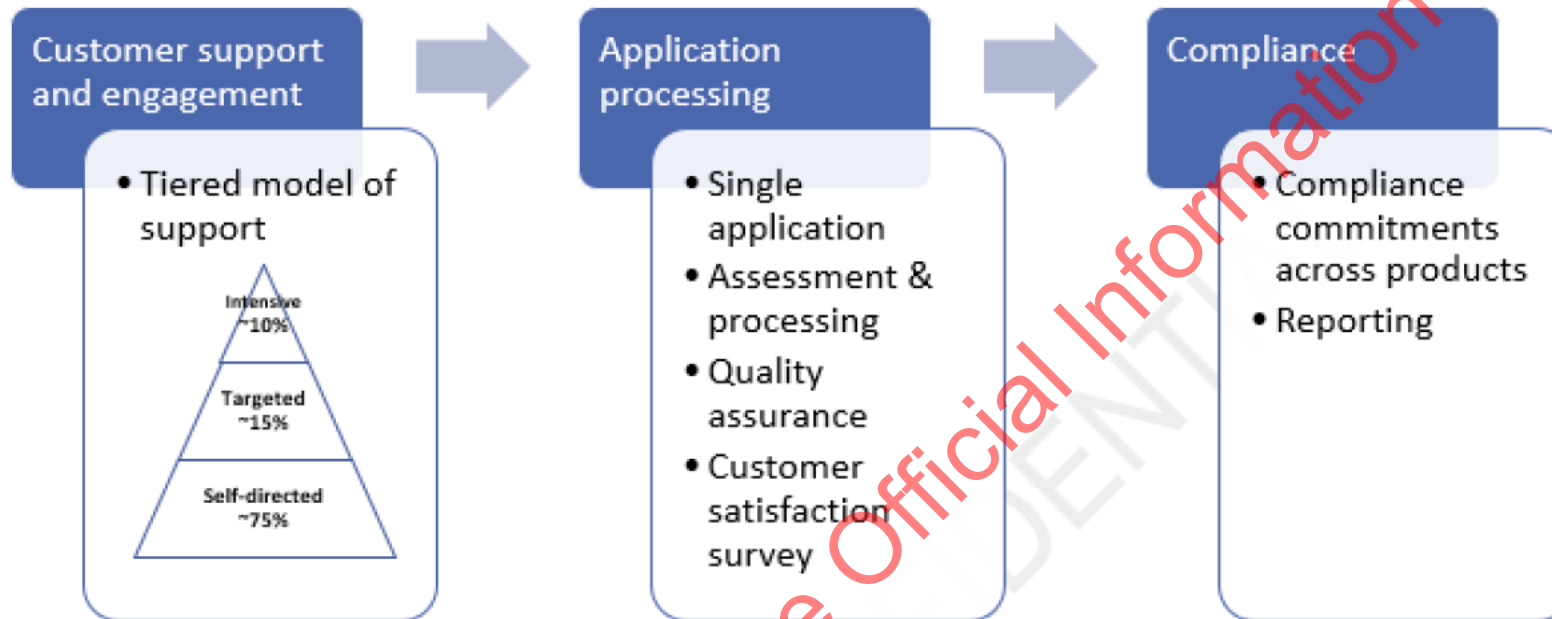 Customer support
and engagement
• Tiered model of
support
Intensive
~10%
Targeted
~15%
Self-directed
~75%
Application
processing
• Single
application
• Assessment &
processing
• Quality
assurance
• Customer
satisfaction
survey
Compliance
• Compliance
commitments
across products
• Reporting
Official Information